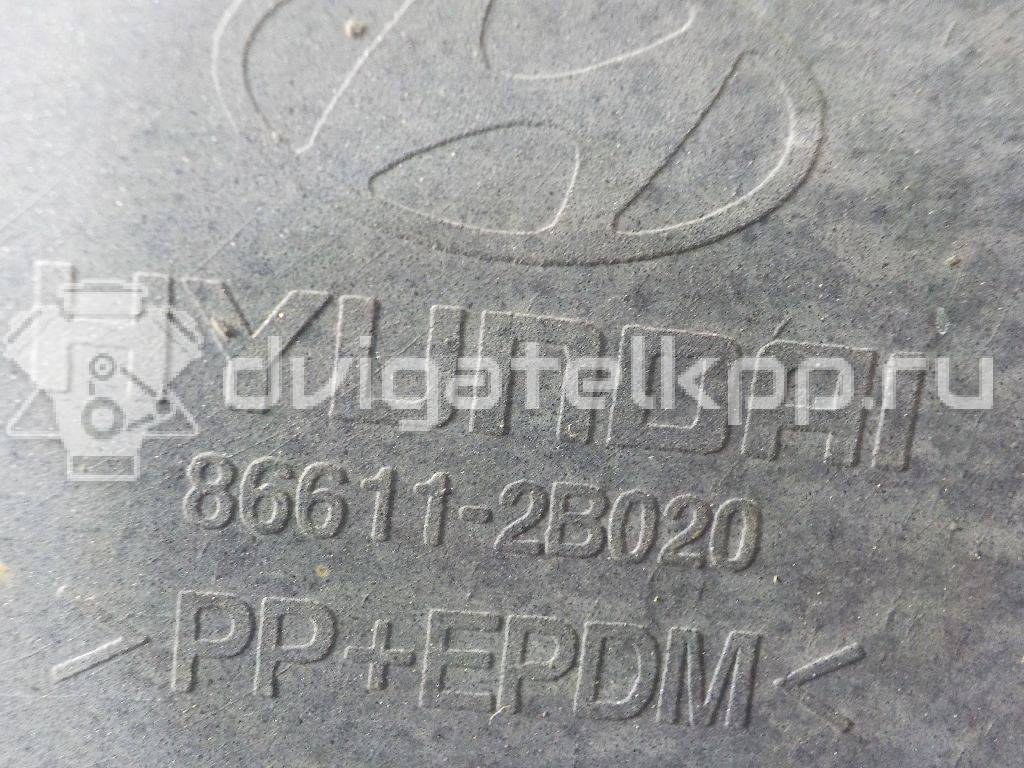 HYUNDAI
dvigatelkpp.ru
86611-2B020
>PP+EPDM<